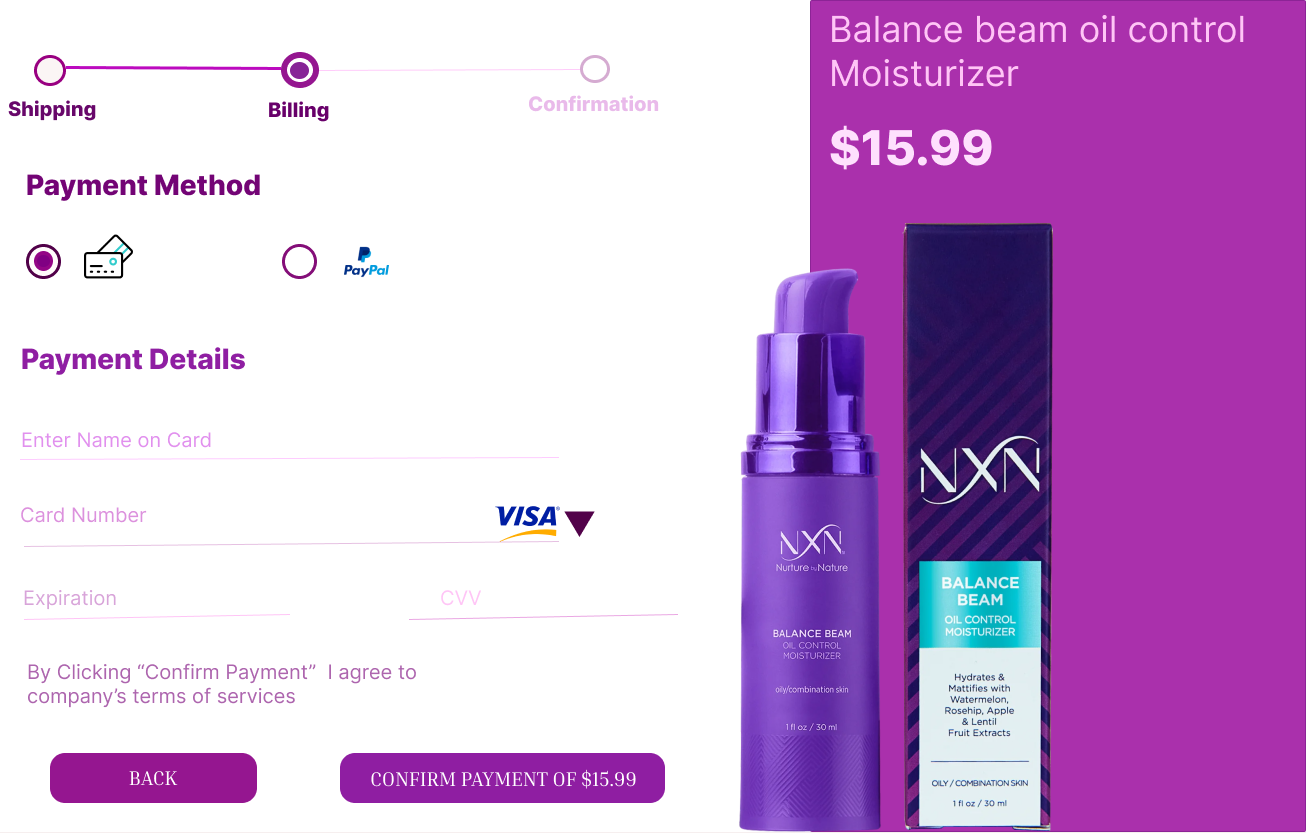 Shipping
Billing
Confirmation
Payment Method
PayPal
Payment Details
Enter Name on Card
Card Number
VISA
Expiration
CVV
By Clicking “Confirm Payment”  I agree to
company’s terms of services
BACK
CONFIRM PAYMENT OF $15.99
Balance beam oil control
Moisturizer
$15.99
NXN
Nurture by Nature
BALANCE BEAM
OIL CONTROL
MOISTURIZER
oily/combination skin
1 fl oz / 30 ml
NXN
BALANCE
BEAM
OIL CONTROL
MOISTURIZER
Hydrates &
Mattifies with
Watermelon,
Rosehip, Apple
& Lentil
Fruit Extracts
OILY / COMBINATION SKIN
1 fl oz / 30 ml